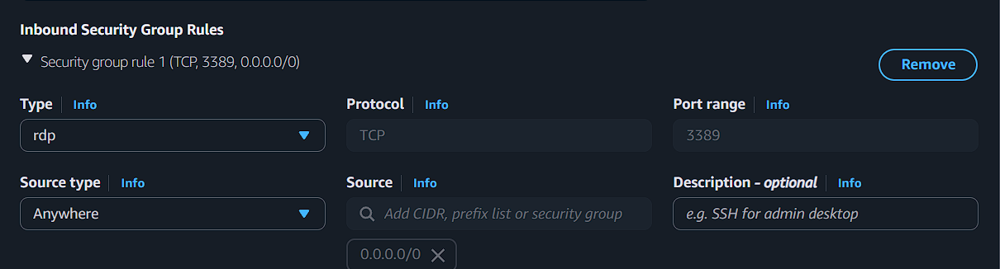 Inbound Security Group Rules
Security group rule 1 (TCP, 3389, 0.0.0.0/0)
Remove
Type Info Protocol Info Port range Info
rdp TCP 3389
Source type Info Source Info Description - optional Info
Anywhere Add CIDR, prefix list or security group e.g. SSH for admin desktop
0.0.0.0/0